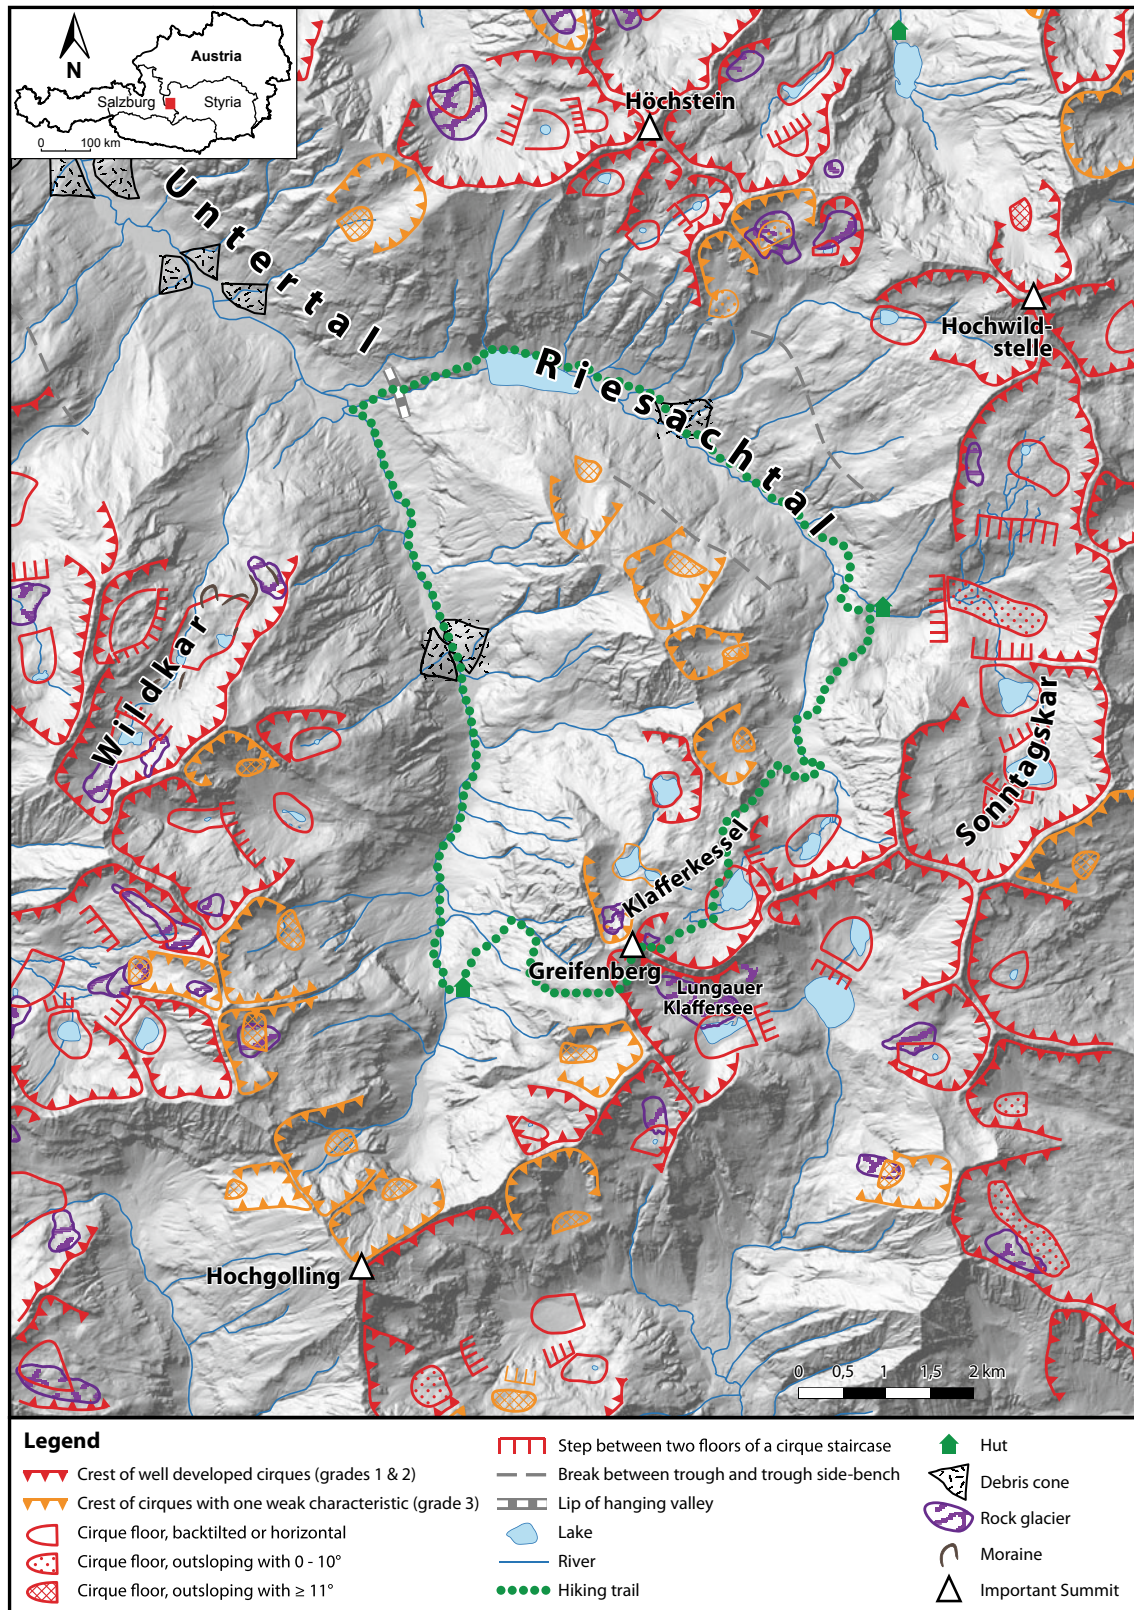 N
Austria
Salzburg
Styria
0 100 km
Höchstein
Untertal
Hochwild-
stelle
Riesachtal
Wildkar
Sonntagskar
Klafferkessel
Greifenberg
Lungauer
Klaffersee
Hochgolling
0 0,5 1 1,5 2 km
Legend
Crest of well developed cirques (grades 1 & 2)
Crest of cirques with one weak characteristic (grade 3)
Cirque floor, backtilted or horizontal
Cirque floor, outsloping with 0 - 10°
Cirque floor, outsloping with ≥ 11°
Step between two floors of a cirque staircase
Break between trough and trough side-bench
Lip of hanging valley
Lake
River
Hiking trail
Hut
Debris cone
Rock glacier
Moraine
Important Summit